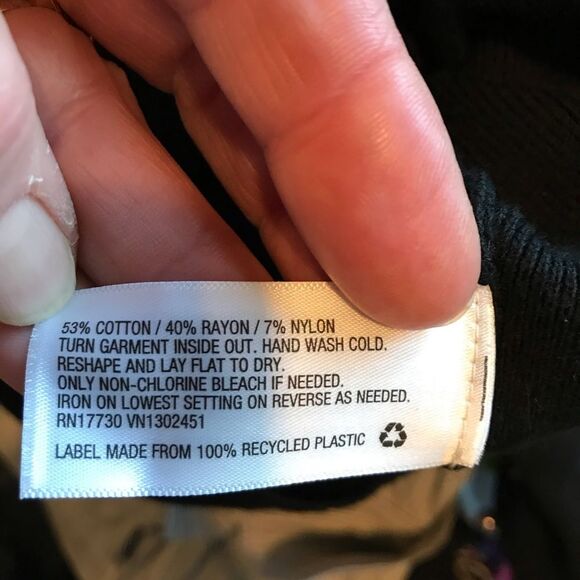 53% COTTON / 40% RAYON / 7% NYLON
TURN GARMENT INSIDE OUT. HAND WASH COLD.
RESHAPE AND LAY FLAT TO DRY.
ONLY NON-CHLORINE BLEACH IF NEEDED.
IRON ON LOWEST SETTING ON REVERSE AS NEEDED.
RN17730 VN1302451
LABEL MADE FROM 100% RECYCLED PLASTIC